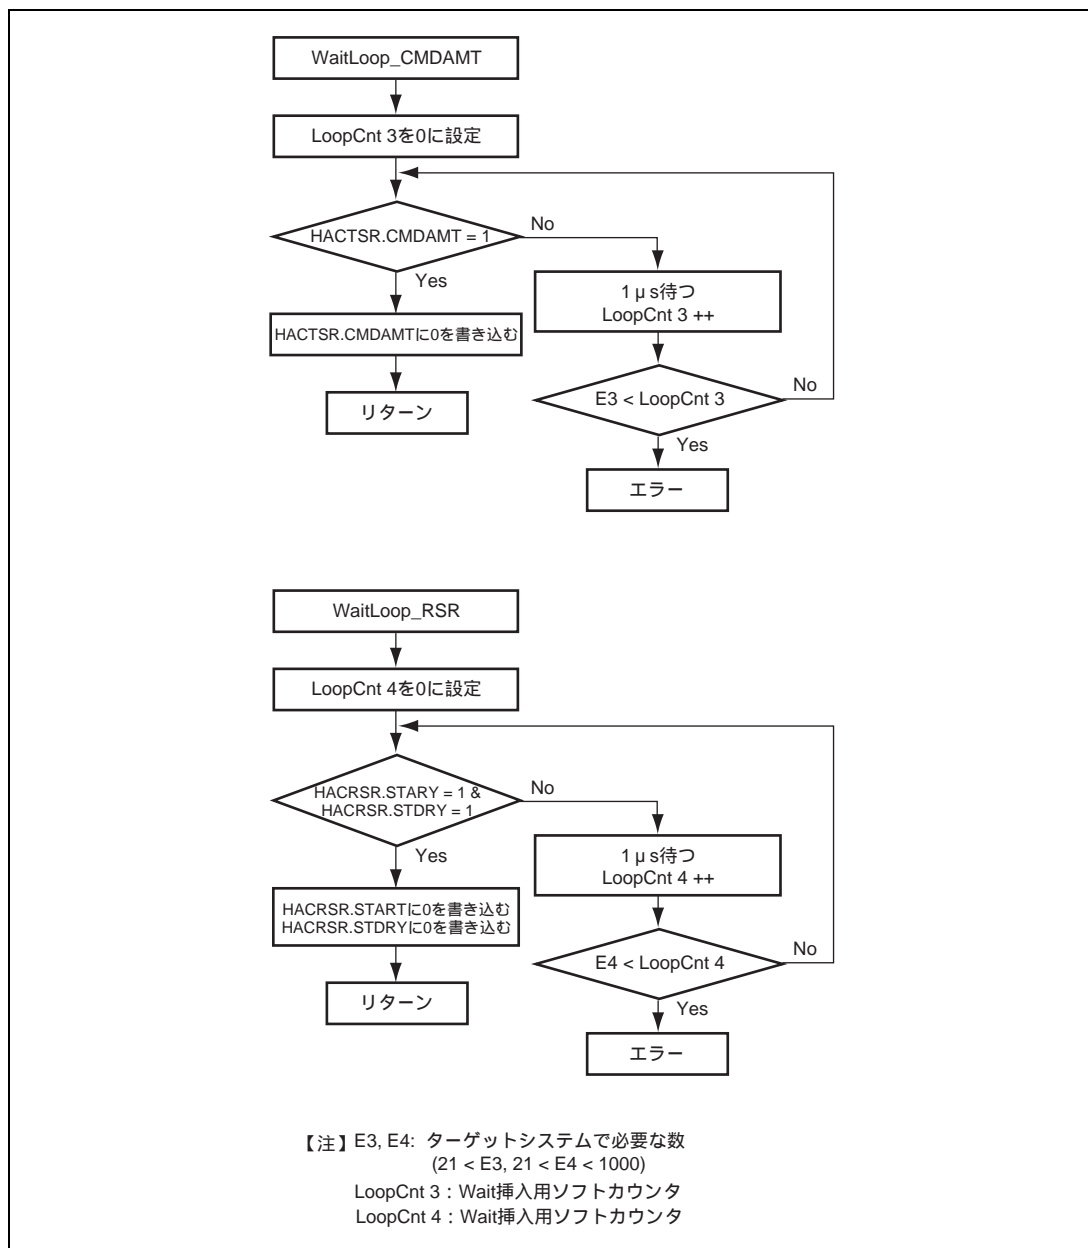 WaitLoop_CMDAMT
LoopCnt 3を0に設定
HACTSR.CMDAMT = 1
No
Yes
1 μ s待つ
LoopCnt 3 ++
HACTSR.CMDAMTに0を書き込む
E3 < LoopCnt 3
No
リターン
Yes
エラー
WaitLoop_RSR
LoopCnt 4を0に設定
HACRSR.STARY = 1 &
HACRSR.STDRY = 1
No
Yes
1 μ s待つ
LoopCnt 4 ++
HACRSR.STARTに0を書き込む
HACRSR.STDRYに0を書き込む
E4 < LoopCnt 4
No
リターン
Yes
エラー
【注】E3, E4: ターゲットシステムで必要な数
(21 < E3, 21 < E4 < 1000)
LoopCnt 3：Wait挿入用ソフトカウンタ
LoopCnt 4：Wait挿入用ソフトカウンタ